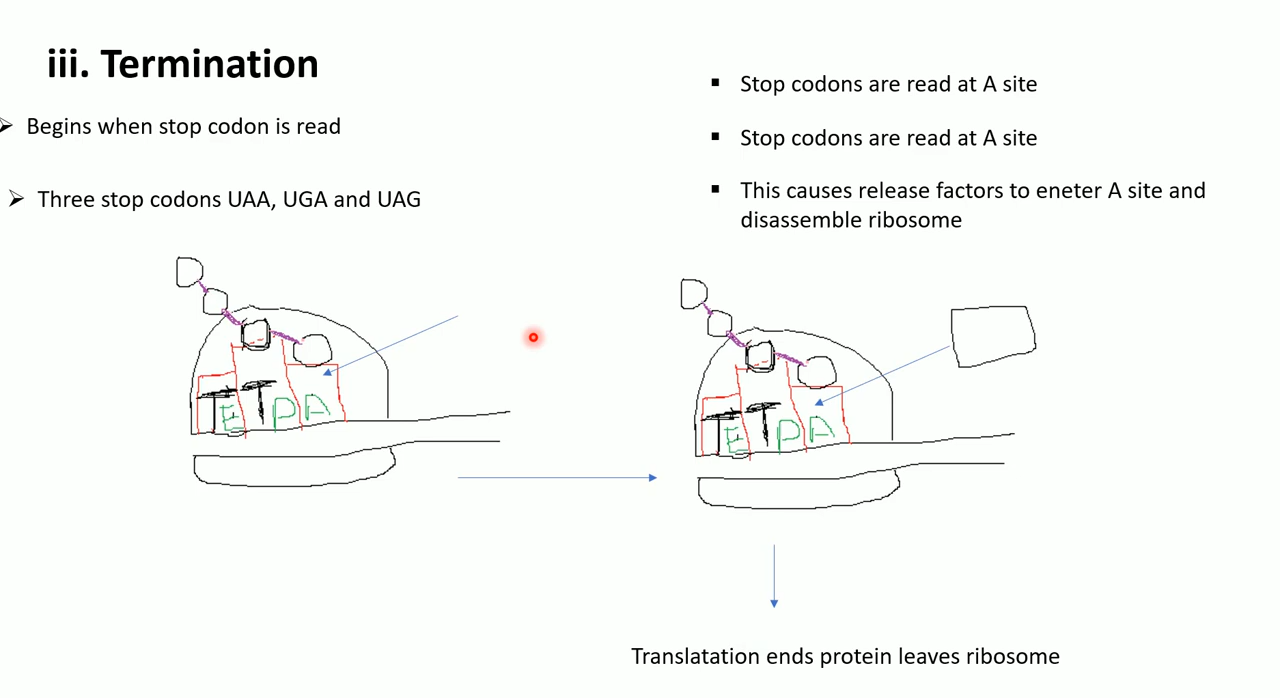 iii. Termination
Begins when stop codon is read
Three stop codons UAA, UGA and UAG
Stop codons are read at A site
Stop codons are read at A site
This causes release factors to eneter A site and
disassemble ribosome
T E T P A
T E T P A
Translatation ends protein leaves ribosome